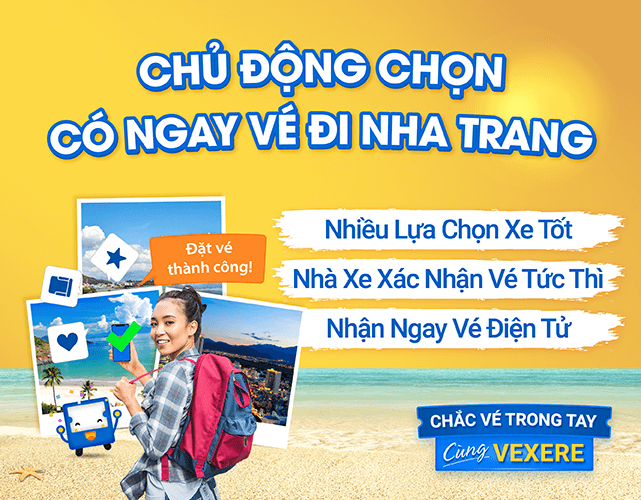 CHỦ ĐỘNG CHỌN
CÓ NGAY VÉ ĐI NHA TRANG
Đặt vé
thành công!
Nhiều Lựa Chọn Xe Tốt
Nhà Xe Xác Nhận Vé Tức Thì
Nhận Ngay Vé Điện Tử
CHẮC VÉ TRONG TAY
Cùng VEXERE